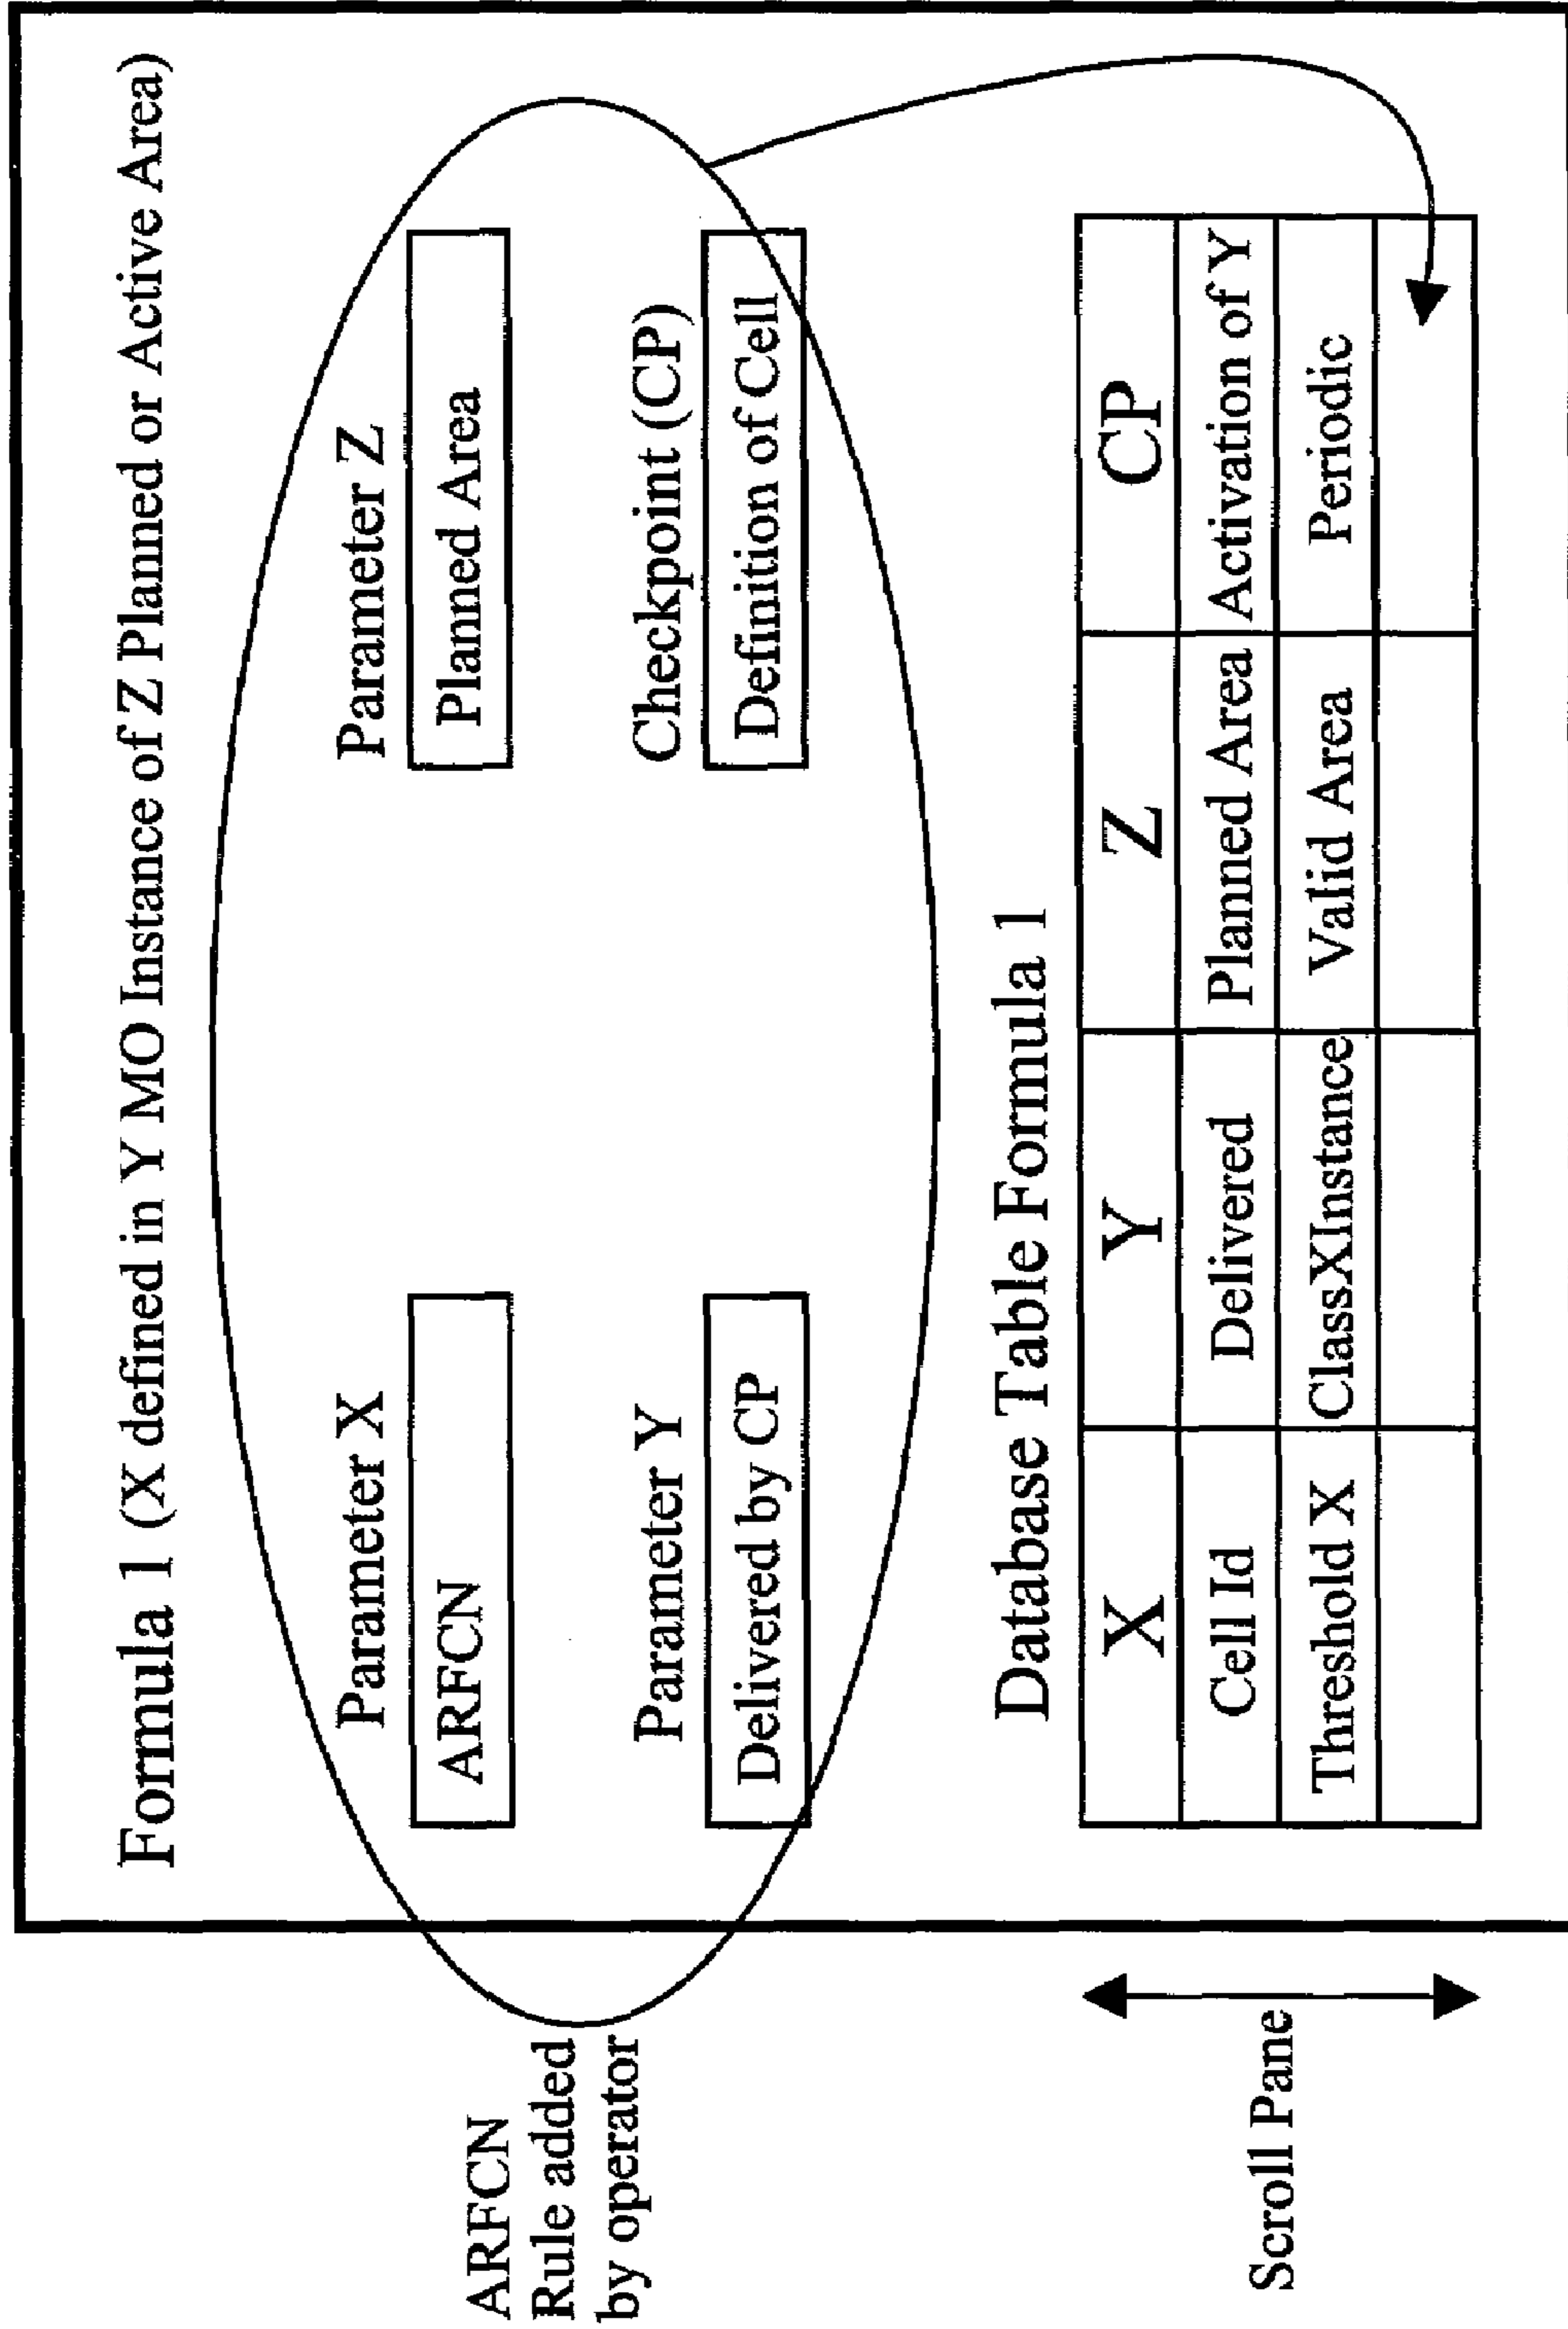 Formula 1 (X defined in Y MO Instance of Z Planned or Active Area)
Parameter X
Parameter Z
ARFCN
Planned Area
ARFCN
Rule added
by operator
Parameter Y
Checkpoint (CP)
Delivered by CP
Definition of Cell
Database Table Formula 1
X Y Z CP
Cell Id Delivered Planned Area Activation of Y
Threshold X ClassXInstance Valid Area Periodic
Scroll Pane